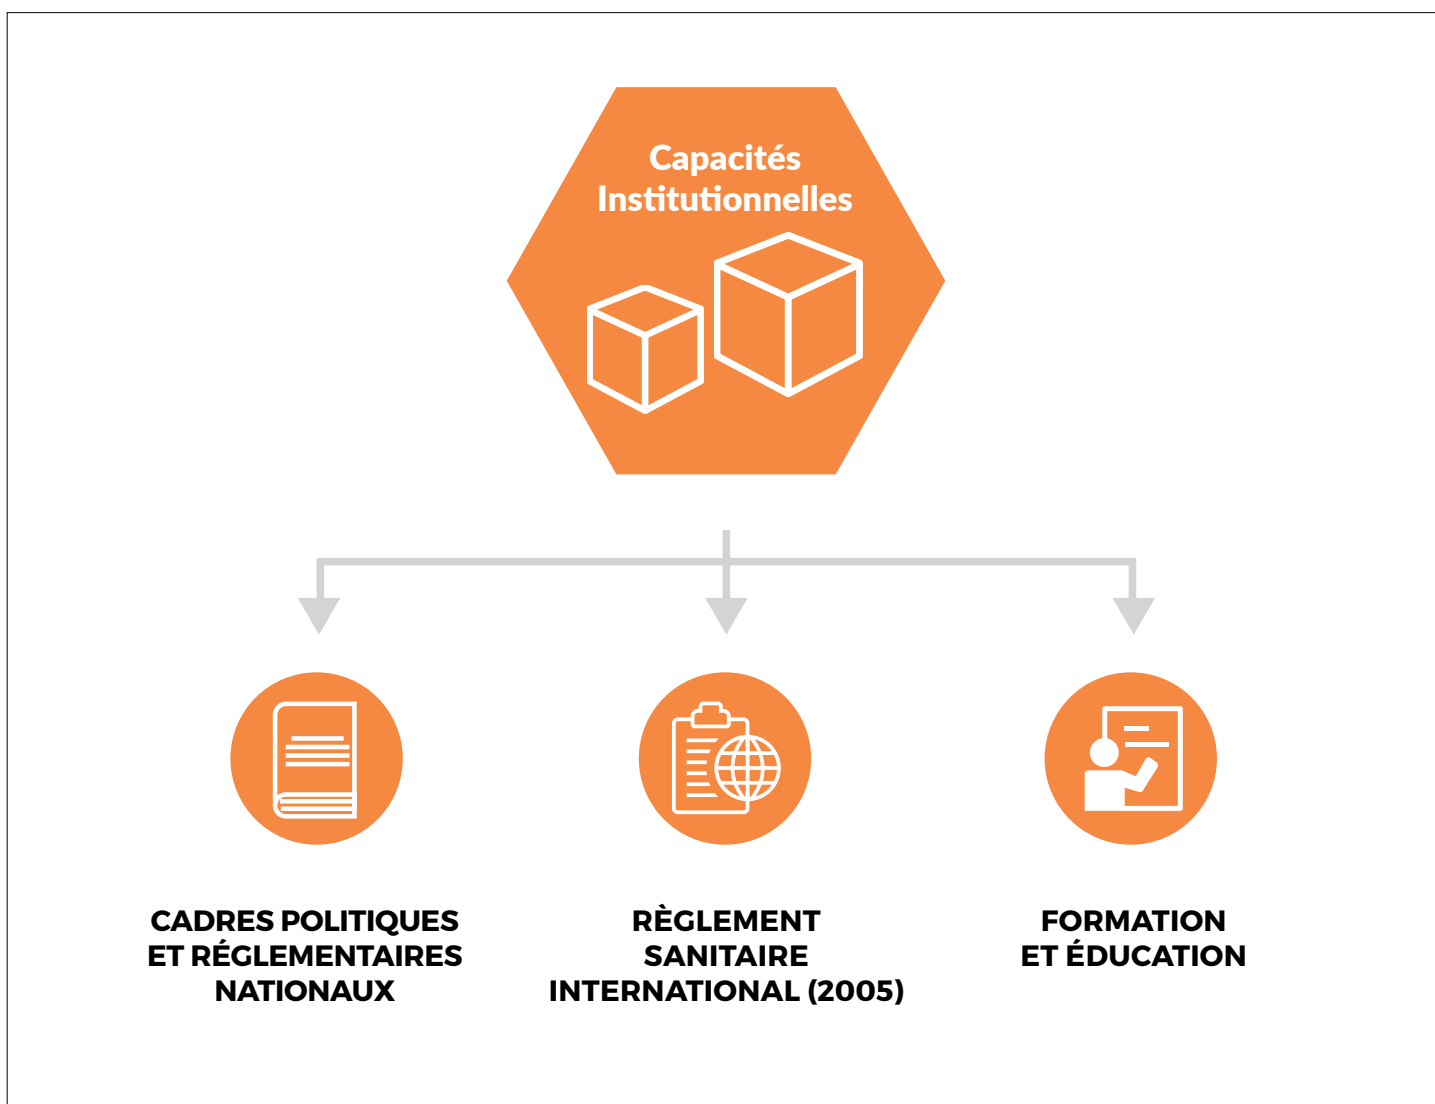 Capacités
Institutionnelles
CADRES POLITIQUES
ET RÉGLEMENTAIRES
NATIONAUX
RÈGLEMENT
SANITAIRE
INTERNATIONAL (2005)
FORMATION
ET ÉDUCATION